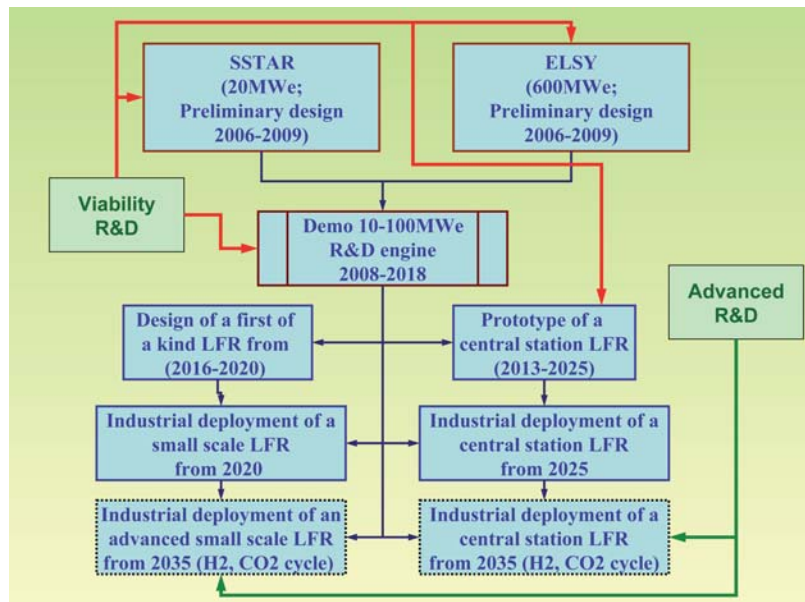 SSTAR
(20MWe;
Preliminary design
2006-2009)
ELSY
(600MWe;
Preliminary design
2006-2009)
Viability
R&D
Demo 10-100MWe
R&D engine
2008-2018
Advanced
R&D
Design of a first of
a kind LFR from
(2016-2020)
Prototype of a
central station LFR
(2013-2025)
Industrial deployment of a
small scale LFR
from 2020
Industrial deployment of a
central station LFR
from 2025
Industrial deployment of an
advanced small scale LFR
from 2035 (H2, CO2 cycle)
Industrial deployment of a
central station LFR
from 2035 (H2, CO2 cycle)